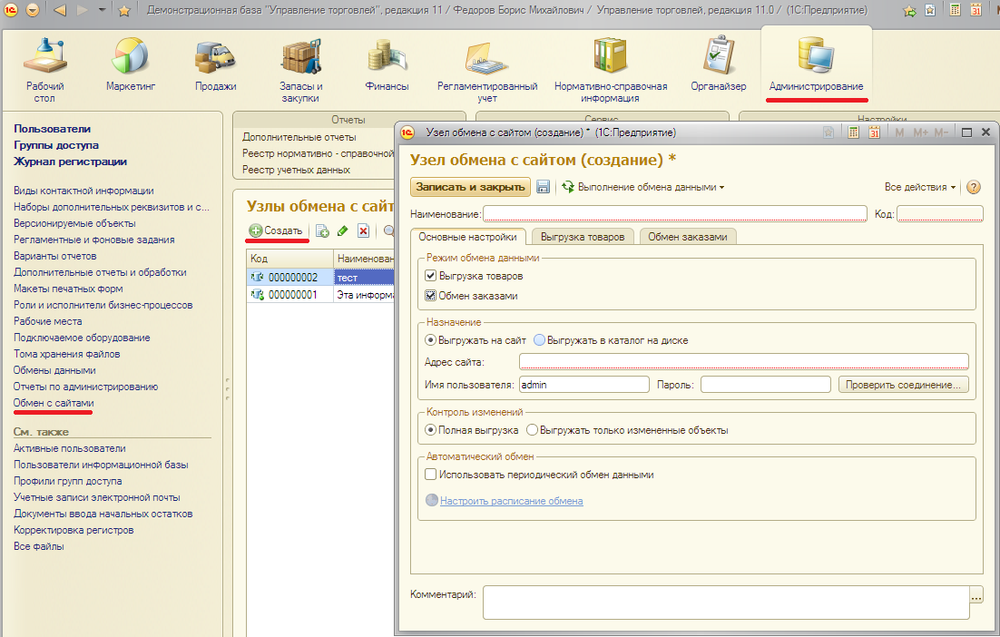 Демонстрационная база "Управление торговлей", редакция 11 / Федоров Борис Михайлович / Управление торговлей, редакция 11.0 / (1С:Предприятие)
Рабочий стол
Маркетинг
Продажи
Запасы и закупки
Финансы
Регламентированный учет
Нормативно-справочная информация
Органайзер
Администрирование
Пользователи
Группы доступа
Журнал регистрации
Виды контактной информации
Наборы дополнительных реквизитов и с...
Версионируемые объекты
Регламентные и фоновые задания
Варианты отчетов
Дополнительные отчеты и обработки
Макеты печатных форм
Роли и исполнители бизнес-процессов
Рабочие места
Подключаемое оборудование
Тома хранения файлов
Обмены данными
Отчеты по администрированию
Обмен с сайтами
См. также
Активные пользователи
Пользователи информационной базы
Профили групп доступа
Учетные записи электронной почты
Документы ввода начальных остатков
Корректировка регистров
Все файлы
Отчеты
Сервис
Настройки
Дополнительные отчеты
Реестр нормативно - справочной
Реестр учетных данных
Узлы обмена с сайт
Создать
Код
Наименован
000000002
тест
000000001
Эта информа
Узел обмена с сайтом (создание) * (1С:Предприятие)
M M+ M-
Узел обмена с сайтом (создание) *
Записать и закрыть
Выполнение обмена данными
Все действия
Наименование:
Код:
Основные настройки
Выгрузка товаров
Обмен заказами
Режим обмена данными
Выгрузка товаров
Обмен заказами
Назначение
Выгружать на сайт
Выгружать в каталог на диске
Адрес сайта:
Имя пользователя:
admin
Пароль:
Проверить соединение...
Контроль изменений
Полная выгрузка
Выгружать только измененные объекты
Автоматический обмен
Использовать периодический обмен данными
Настроить расписание обмена
Комментарий:
...